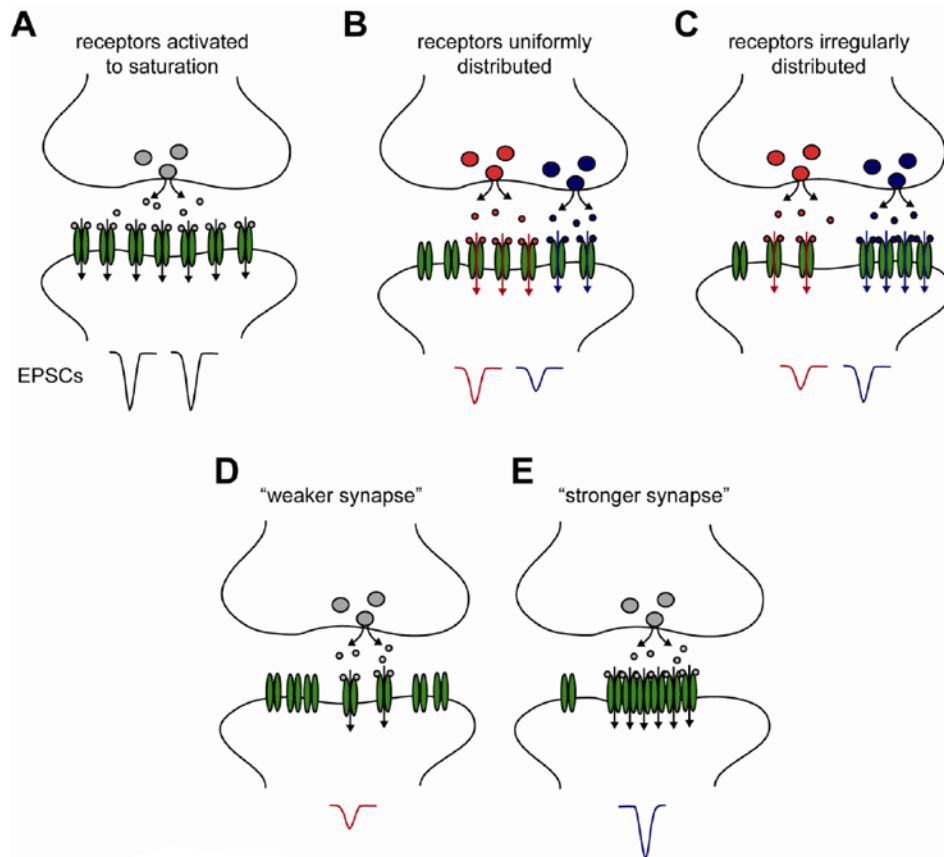 A
receptors activated
to saturation
B
receptors uniformly
distributed
C
receptors irregularly
distributed
EPSCs
D
“weaker synapse”
E
“stronger synapse”